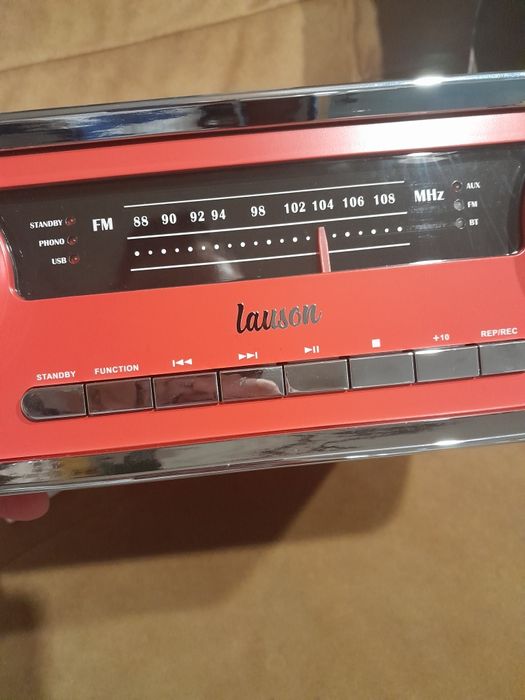 STANDBY
PHONO
USB
FM 88 90 92 94 98 102 104 106 108 MHz
AUX
FM
BT
lauson
STANDBY FUNCTION +10 REP/REC